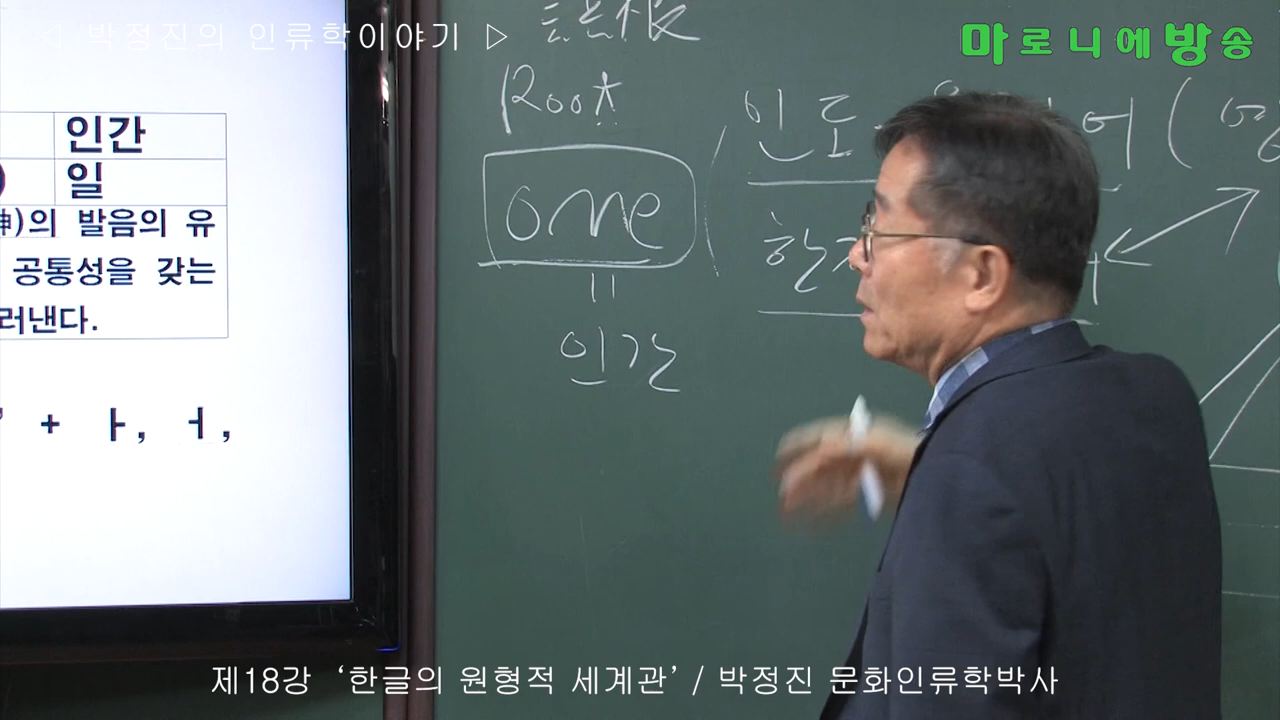 ◁ 박정진의 인류학이야기 ▷
마로니에방송
Root
one
인간
인도
인간
일
의 발음의 유
공통성을 갖는
러낸다.
+ ㅏ, ㅓ,
제18강 ‘한글의 원형적 세계관’ / 박정진 문화인류학박사